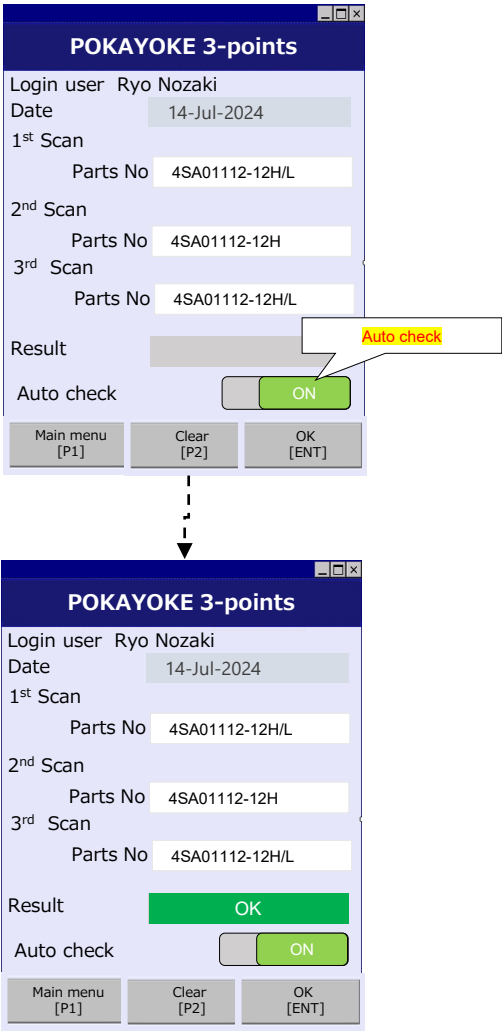 POKAYOKE 3-points
Login user Ryo Nozaki
Date 14-Jul-2024
1st Scan
Parts No 4SA01112-12H/L
2nd Scan
Parts No 4SA01112-12H
3rd Scan
Parts No 4SA01112-12H/L
Auto check
Result
Auto check ON
Main menu Clear OK
[P1] [P2] [ENT]
POKAYOKE 3-points
Login user Ryo Nozaki
Date 14-Jul-2024
1st Scan
Parts No 4SA01112-12H/L
2nd Scan
Parts No 4SA01112-12H
3rd Scan
Parts No 4SA01112-12H/L
Result OK
Auto check ON
Main menu Clear OK
[P1] [P2] [ENT]